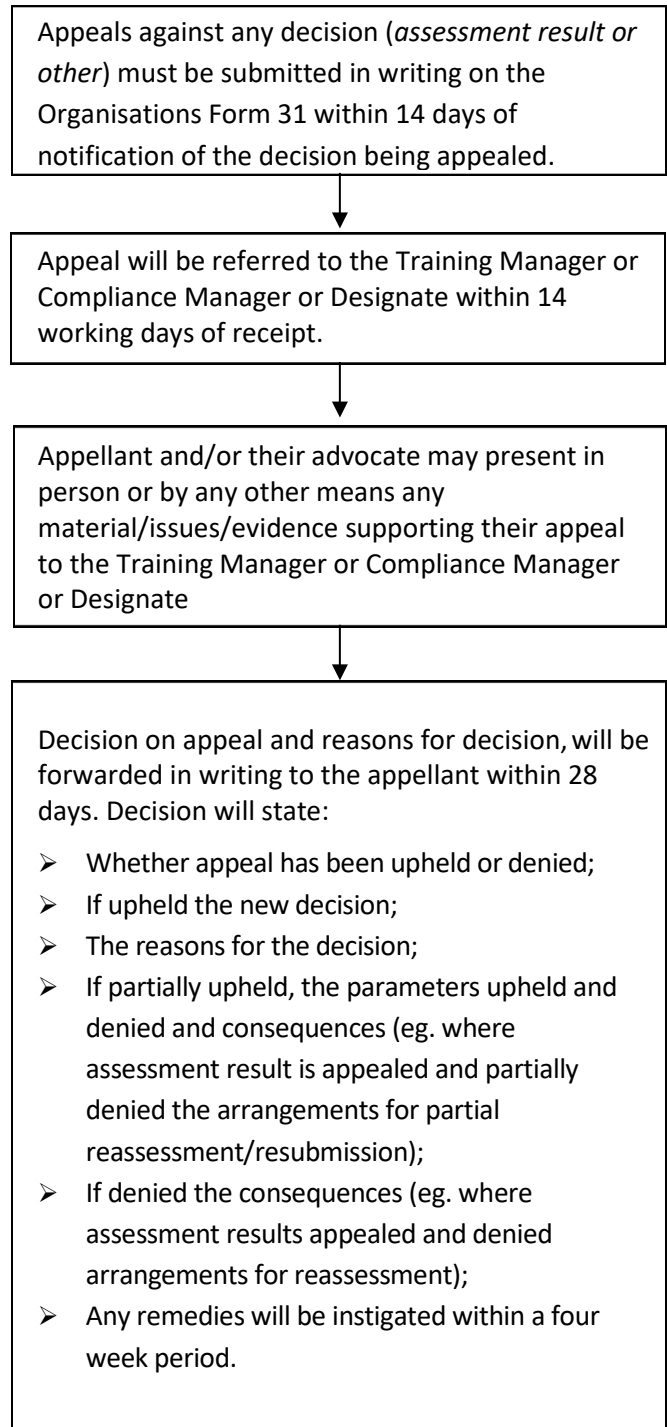 Appeals against any decision (assessment result or
other) must be submitted in writing on the
Organisations Form 31 within 14 days of
notification of the decision being appealed.
Appeal will be referred to the Training Manager or
Compliance Manager or Designate within 14
working days of receipt.
Appellant and/or their advocate may present in
person or by any other means any
material/issues/evidence supporting their appeal
to the Training Manager or Compliance Manager
or Designate
Decision on appeal and reasons for decision, will be
forwarded in writing to the appellant within 28
days. Decision will state:
➢ Whether appeal has been upheld or denied;
➢ If upheld the new decision;
➢ The reasons for the decision;
➢ If partially upheld, the parameters upheld and
denied and consequences (eg. where
assessment result is appealed and partially
denied the arrangements for partial
reassessment/resubmission);
➢ If denied the consequences (eg. where
assessment results appealed and denied
arrangements for reassessment);
➢ Any remedies will be instigated within a four
week period.